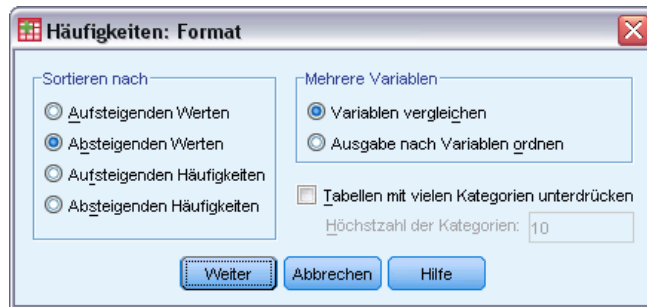 Häufigkeiten: Format
Sortieren nach
Aufsteigenden Werten
Absteigenden Werten
Aufsteigenden Häufigkeiten
Absteigenden Häufigkeiten
Mehrere Variablen
Variablen vergleichen
Ausgabe nach Variablen ordnen
Tabellen mit vielen Kategorien unterdrücken
Höchstzahl der Kategorien: 10
Weiter
Abbrechen
Hilfe